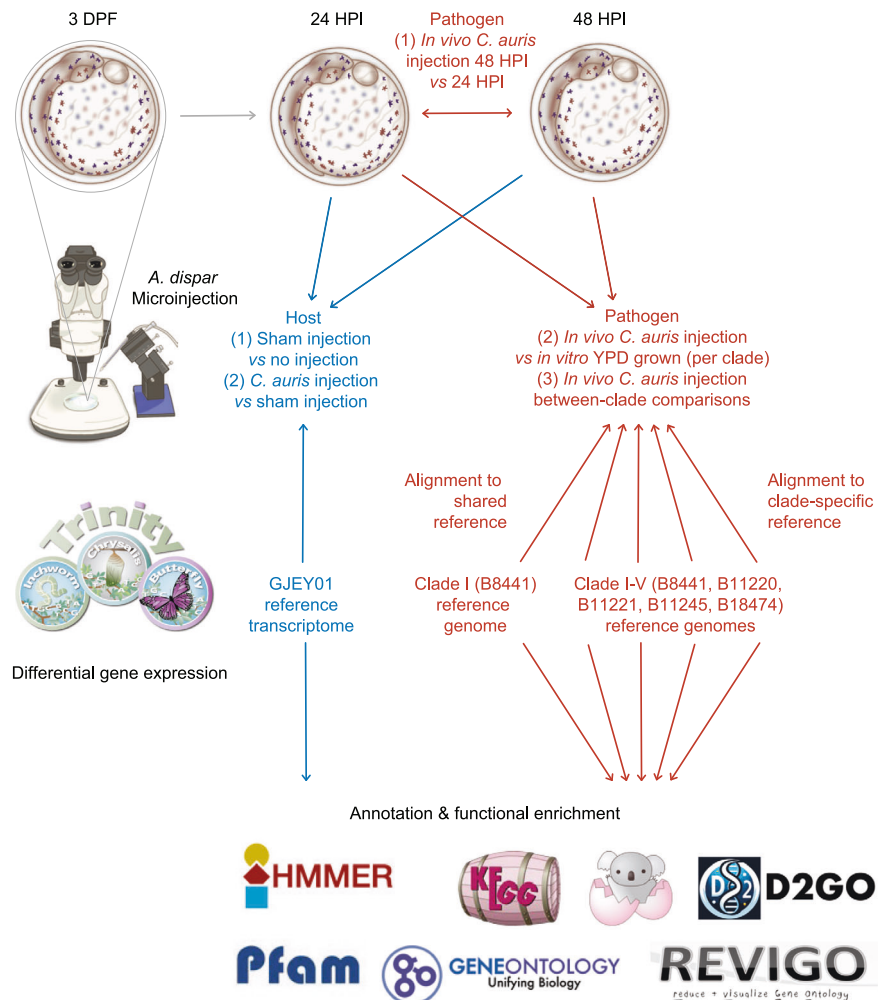 3 DPF
24 HPI
Pathogen
(1) In vivo C. auris
injection 48 HPI
vs 24 HPI
48 HPI
A. dispar
Microinjection
Host
(1) Sham injection
vs no injection
(2) C. auris injection
vs sham injection
Pathogen
(2) In vivo C. auris injection
vs in vitro YPD grown (per clade)
(3) In vivo C. auris injection
between-clade comparisons
Alignment to
shared
reference
Alignment to
clade-specific
reference
Trinity
Inchworm
Chrysalis
Butterfly
GJEY01
reference
transcriptome
Clade I (B8441)
reference
genome
Clade I-V (B8441, B11220,
B11221, B11245, B18474)
reference genomes
Differential gene expression
Annotation & functional enrichment
HMMER
KEGG
D2
D2GO
Pfam
go
GENEONTOLOGY
Unifying Biology
REVIGO
reduce + visualize Gene Ontology